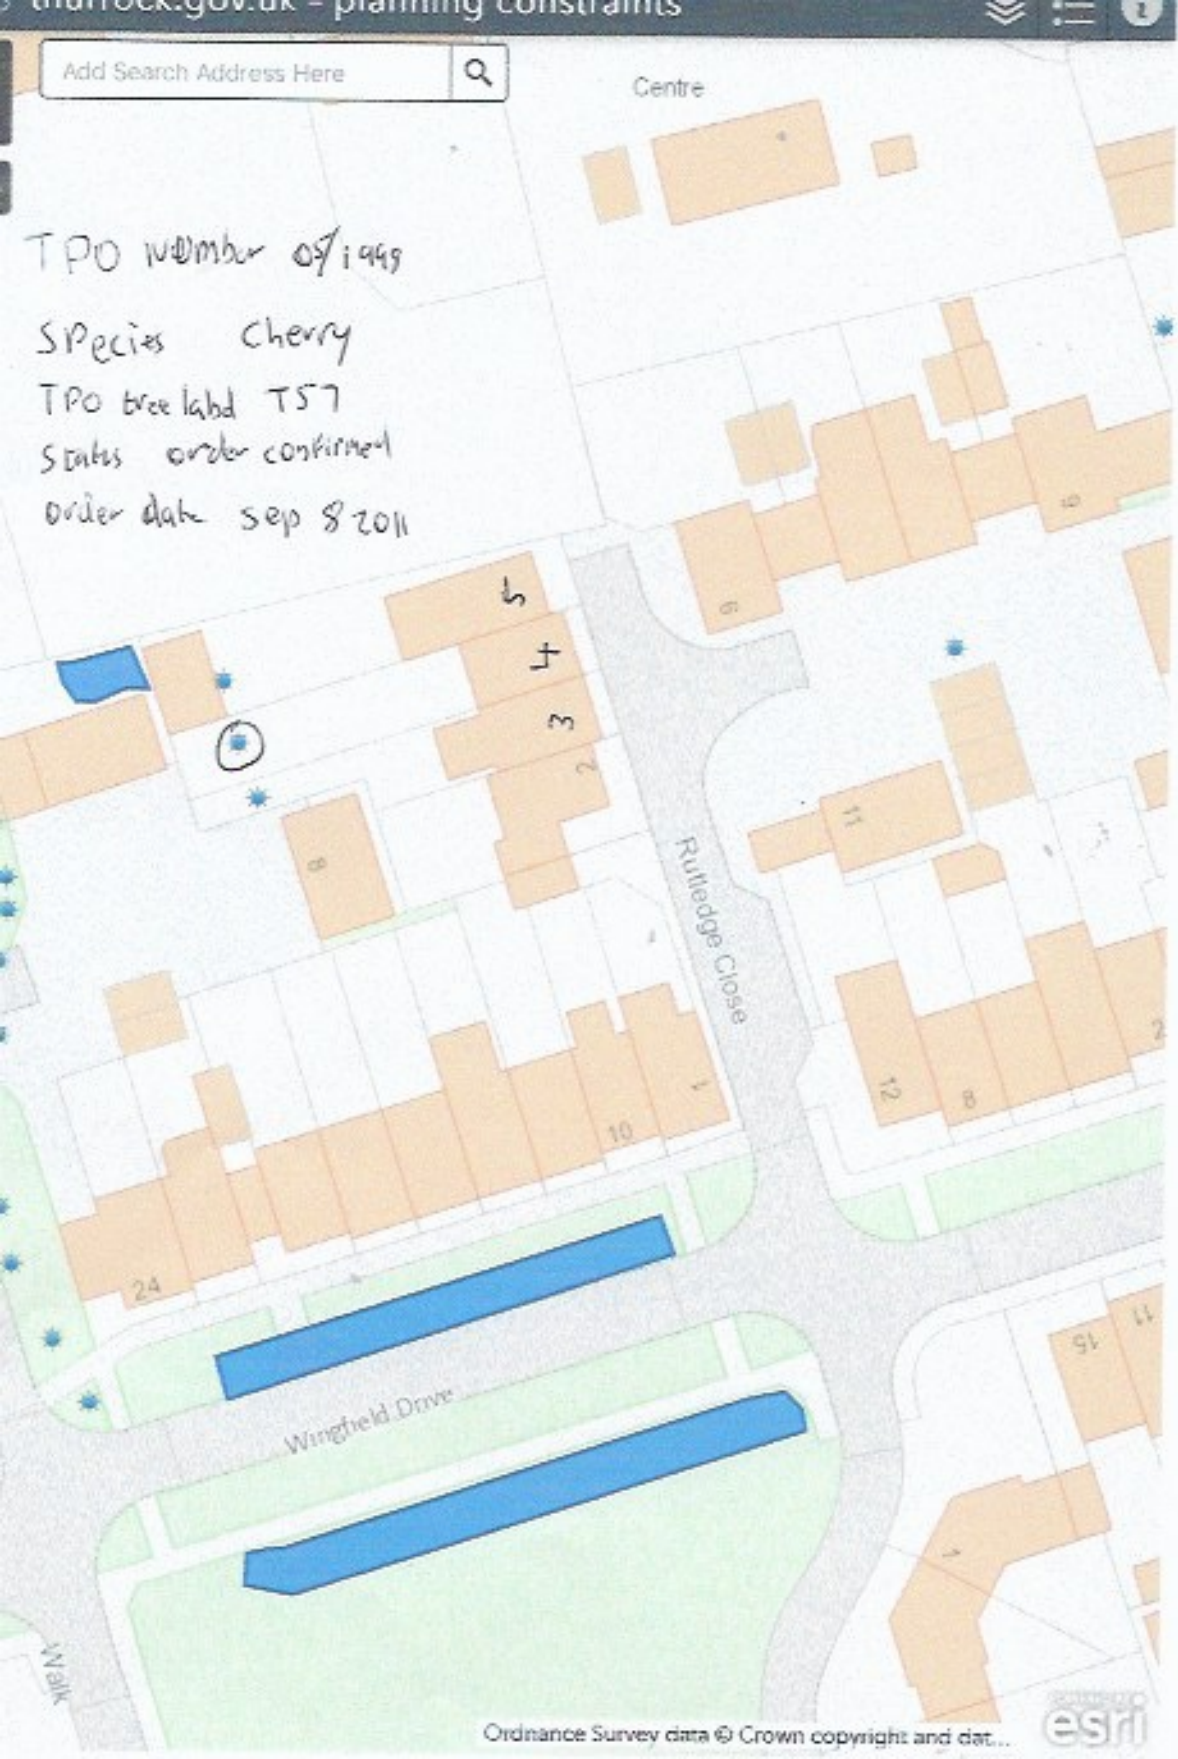 thurrock.gov.uk - planning constraints
Add Search Address Here
Centre
TPO Number 05/1999
Species Cherry
TPO tree label T57
Status order confirmed
Order date Sep 8 2011
5
4
3
2
6
9
8
11
Rutledge Close
1
10
12
8
2
24
Wingfield Drive
15
11
1
Walk
Ordnance Survey data © Crown copyright and dat...
esri